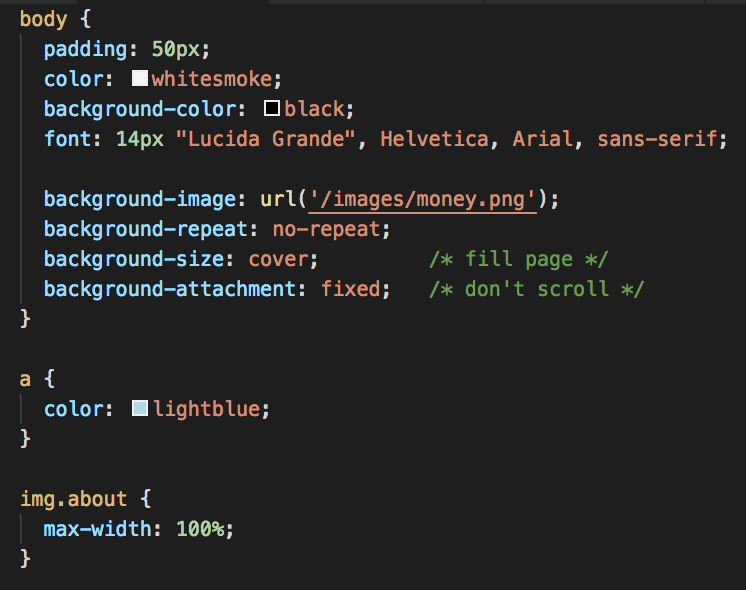 body {
  padding: 50px;
  color: whitesmoke;
  background-color: black;
  font: 14px "Lucida Grande", Helvetica, Arial, sans-serif;

  background-image: url('/images/money.png');
  background-repeat: no-repeat;
  background-size: cover;         /* fill page */
  background-attachment: fixed;   /* don't scroll */
}

a {
  color: lightblue;
}

img.about {
  max-width: 100%;
}